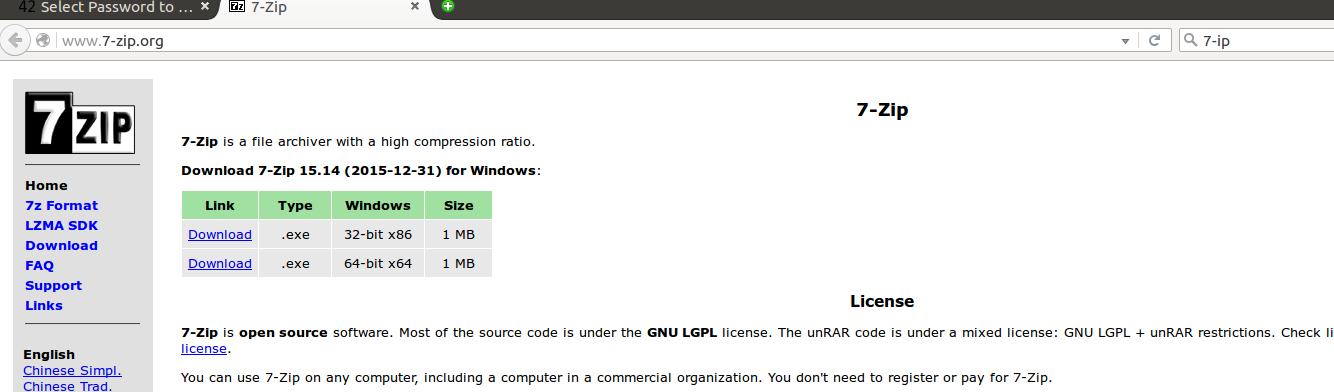 42 Select Password to ... × 7z 7-Zip ×
www.7-zip.org 7-ip
7 ZIP
Home
7z Format
LZMA SDK
Download
FAQ
Support
Links
English
Chinese Simpl.
Chinese Trad.
7-Zip
7-Zip is a file archiver with a high compression ratio.
Download 7-Zip 15.14 (2015-12-31) for Windows:
Link Type Windows Size
Download .exe 32-bit x86 1 MB
Download .exe 64-bit x64 1 MB
License
7-Zip is open source software. Most of the source code is under the GNU LGPL license. The unRAR code is under a mixed license: GNU LGPL + unRAR restrictions. Check li
license.
You can use 7-Zip on any computer, including a computer in a commercial organization. You don't need to register or pay for 7-Zip.